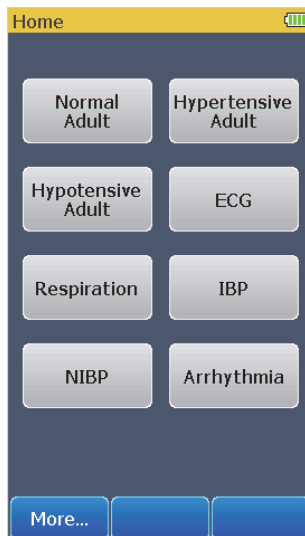 Home
Normal
Adult
Hypertensive
Adult
Hypotensive
Adult
ECG
Respiration
IBP
NIBP
Arrhythmia
More...